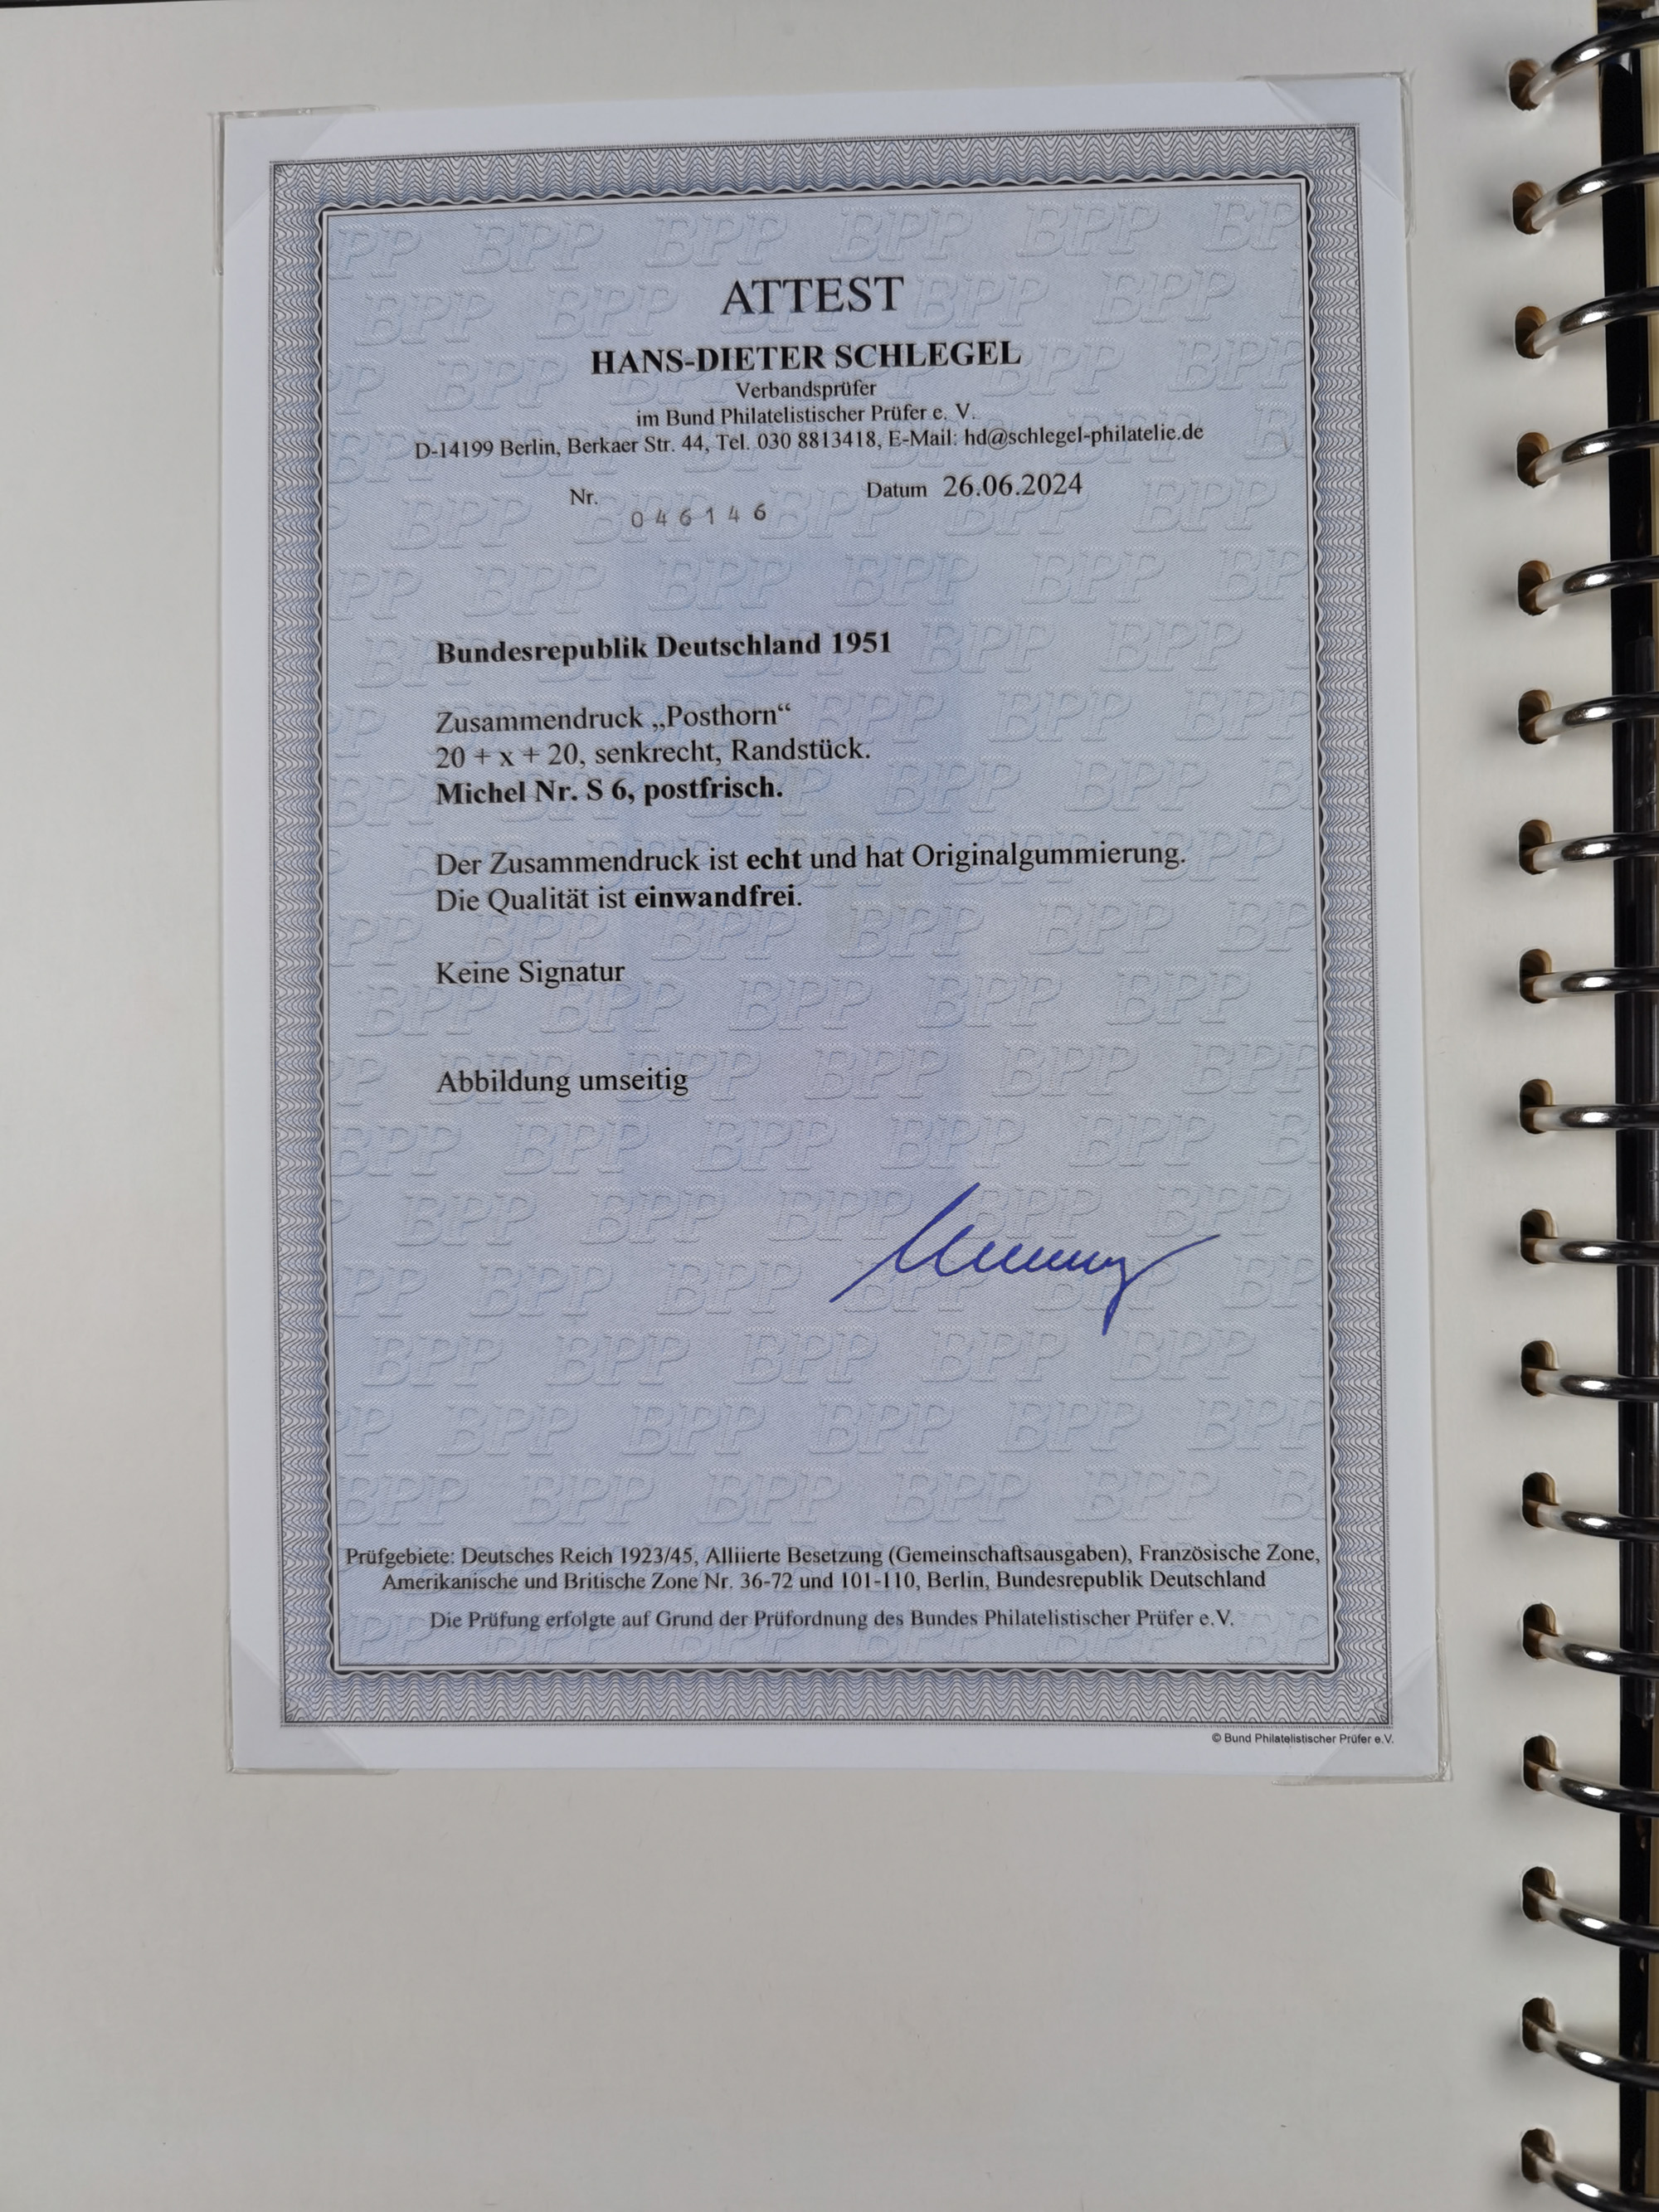 ATTEST
HANS-DIETER SCHLEGEL
Verbandsprüfer
im Bund Philatelistischer Prüfer e. V.
D-14199 Berlin, Berkaer Str. 44, Tel. 030 8813418, E-Mail: hd@schlegel-philatelie.de
Nr. 046146 Datum 26.06.2024
Bundesrepublik Deutschland 1951
Zusammendruck „Posthorn“
20 + x + 20, senkrecht, Randstück.
Michel Nr. S 6, postfrisch.
Der Zusammendruck ist echt und hat Originalgummierung.
Die Qualität ist einwandfrei.
Keine Signatur
Abbildung umseitig
Prüfgebiete: Deutsches Reich 1923/45, Alliierte Besetzung (Gemeinschaftsausgaben), Französische Zone,
Amerikanische und Britische Zone Nr. 36-72 und 101-110, Berlin, Bundesrepublik Deutschland
Die Prüfung erfolgte auf Grund der Prüfordnung des Bundes Philatelistischer Prüfer e.V.
© Bund Philatelistischer Prüfer e.V.